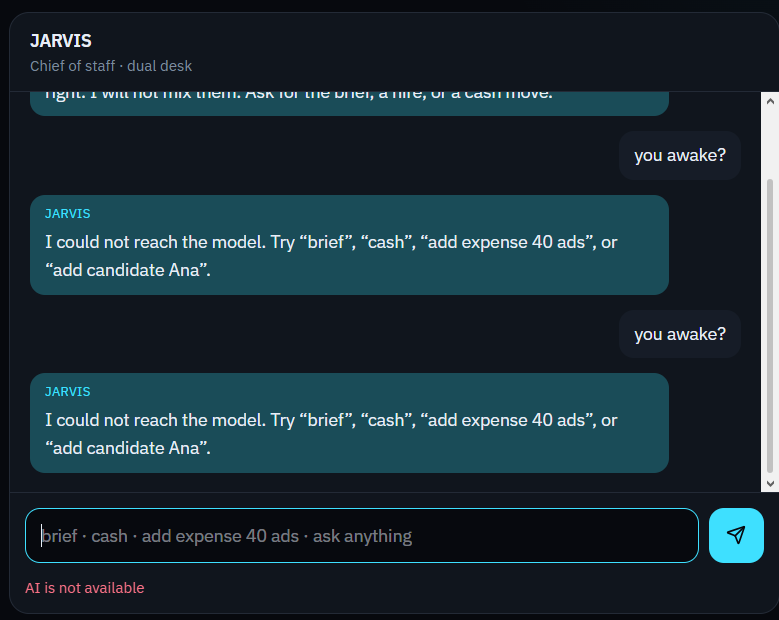 JARVIS
Chief of staff · dual desk
right. I will not mix them. Ask for the brief, a hire, or a cash move.
you awake?
JARVIS
I could not reach the model. Try “brief”, “cash”, “add expense 40 ads”, or
“add candidate Ana”.
you awake?
JARVIS
I could not reach the model. Try “brief”, “cash”, “add expense 40 ads”, or
“add candidate Ana”.
brief · cash · add expense 40 ads · ask anything
AI is not available